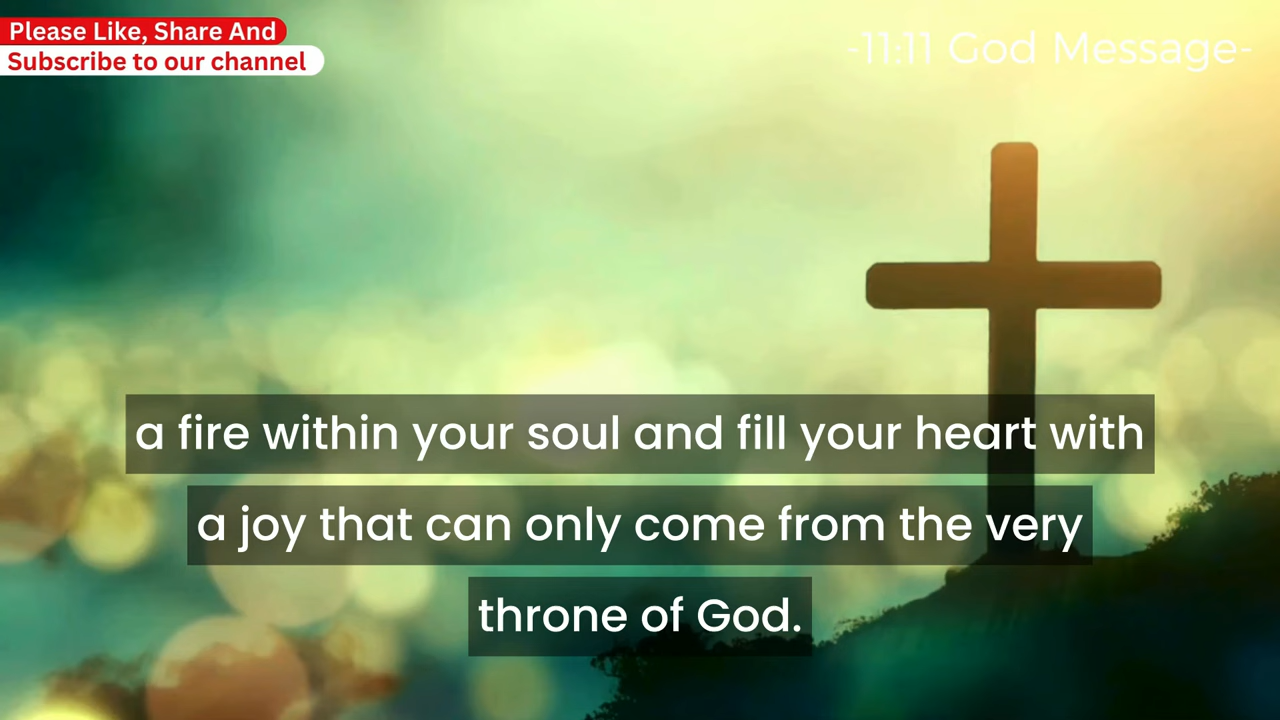 Please Like, Share And
Subscribe to our channel
-11:11 God Message-
a fire within your soul and fill your heart with
a joy that can only come from the very
throne of God.